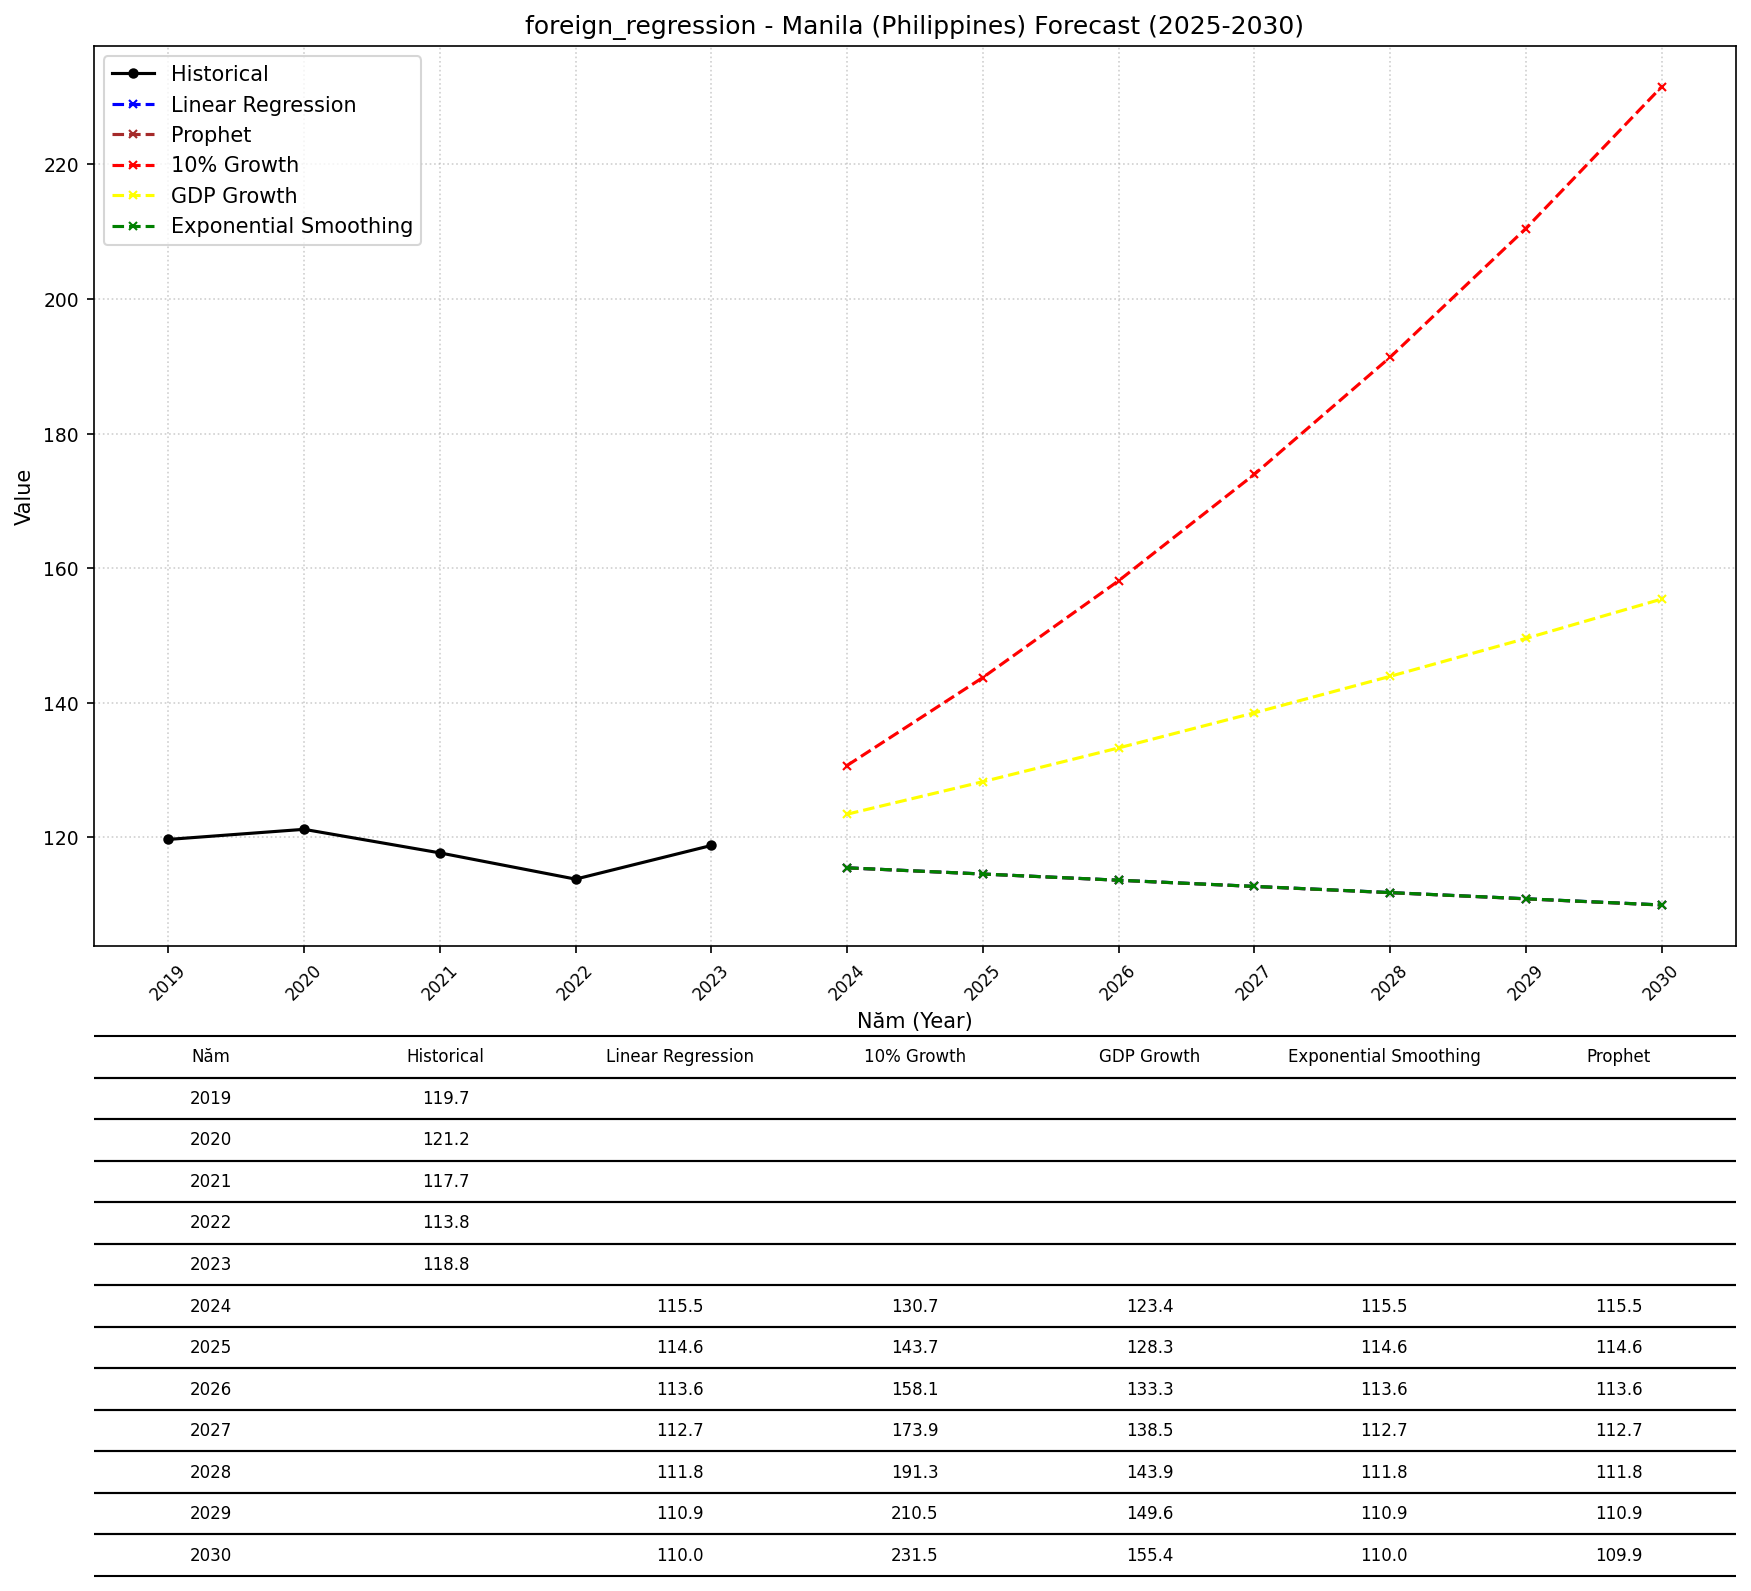 foreign_regression - Manila (Philippines) Forecast (2025-2030)
Historical
Linear Regression
Prophet
10% Growth
GDP Growth
Exponential Smoothing
Value
220
200
180
160
140
120
2019 2020 2021 2022 2023 2024 2025 2026 2027 2028 2029 2030
Năm (Year)
Năm Historical Linear Regression 10% Growth GDP Growth Exponential Smoothing Prophet
2019 119.7
2020 121.2
2021 117.7
2022 113.8
2023 118.8
2024 115.5 130.7 123.4 115.5 115.5
2025 114.6 143.7 128.3 114.6 114.6
2026 113.6 158.1 133.3 113.6 113.6
2027 112.7 173.9 138.5 112.7 112.7
2028 111.8 191.3 143.9 111.8 111.8
2029 110.9 210.5 149.6 110.9 110.9
2030 110.0 231.5 155.4 110.0 109.9